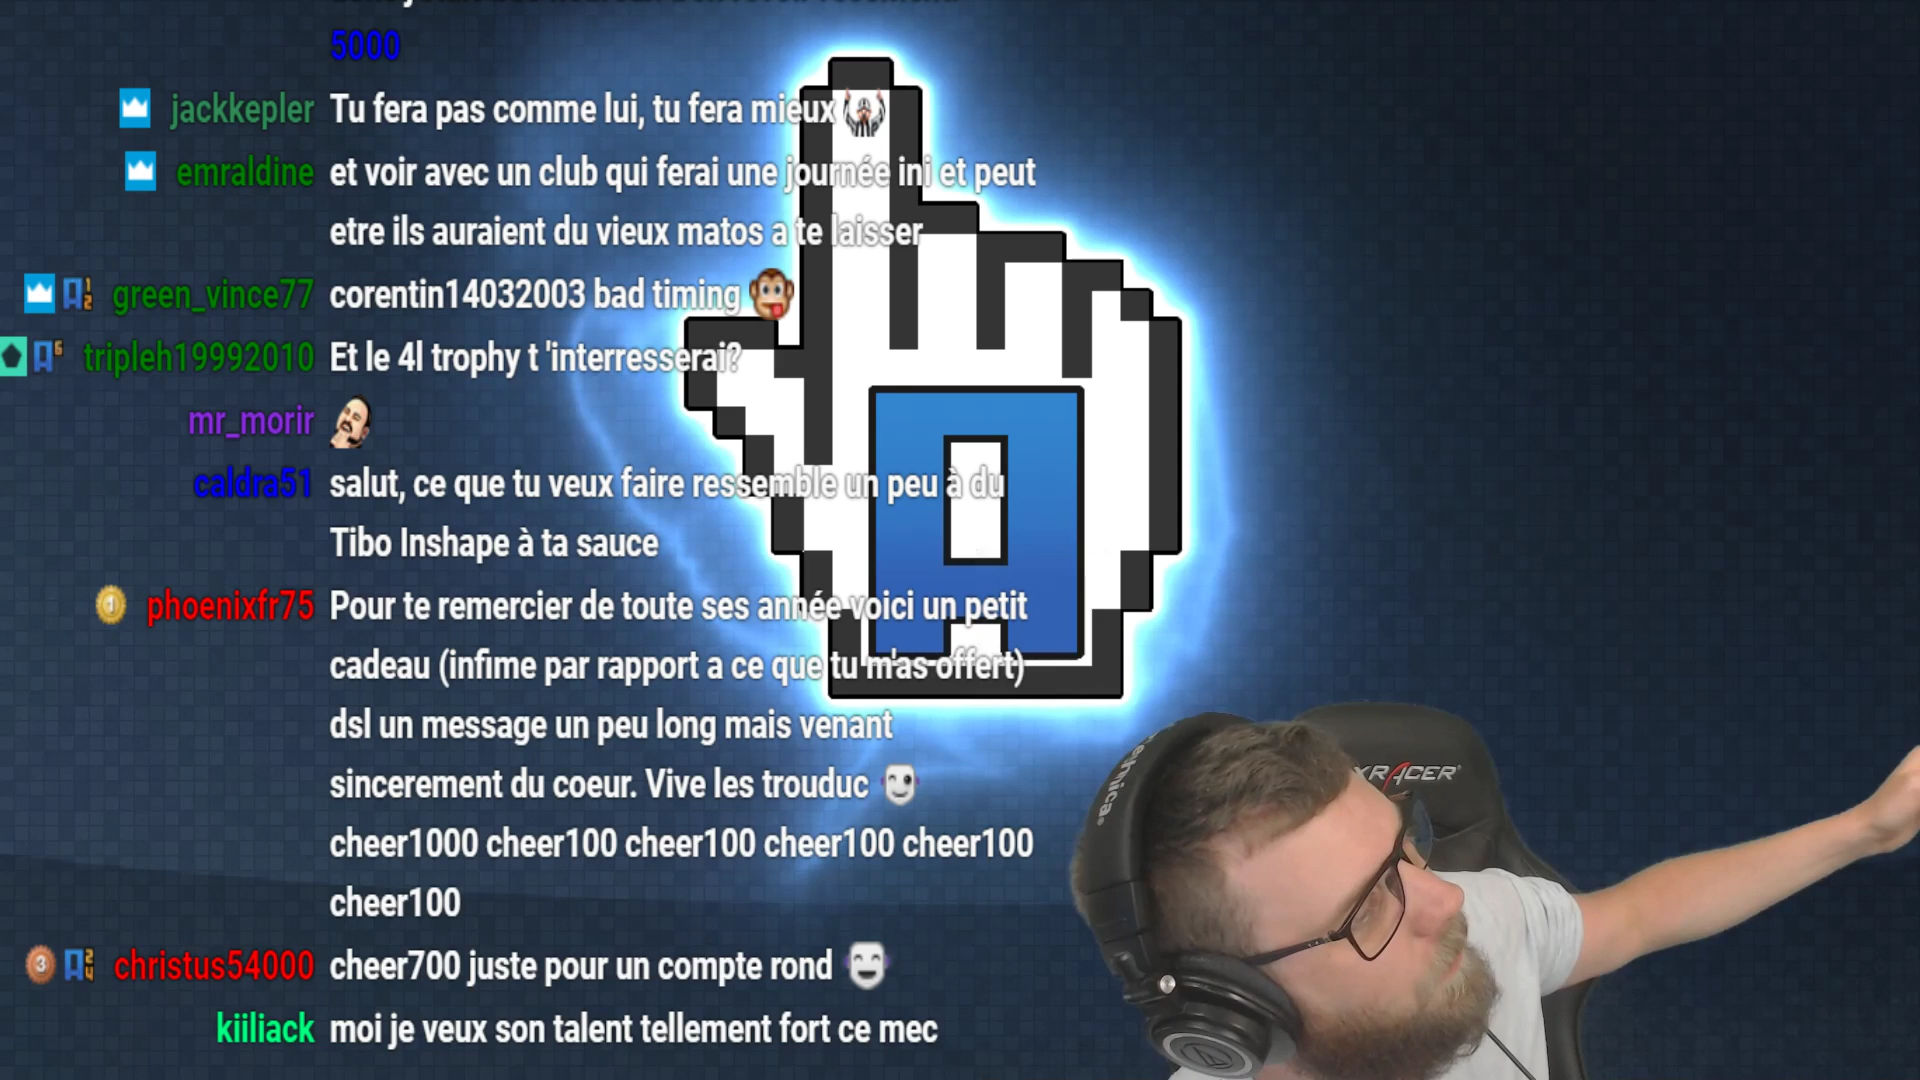 5000
jackkepler Tu fera pas comme lui, tu fera mieux
emraldine et voir avec un club qui ferai une journée ini et peut
etre ils auraient du vieux matos a te laisser
green_vince77 corentin14032003 bad timing
tripleh19992010 Et le 4l trophy t 'interresserai?
mr_morir
caldra51 salut, ce que tu veux faire ressemble un peu à du
Tibo Inshape à ta sauce
phoenixfr75 Pour te remercier de toute ses année voici un petit
cadeau (infime par rapport a ce que tu m'as offert)
dsl un message un peu long mais venant
sincerement du coeur. Vive les trouduc
cheer1000 cheer100 cheer100 cheer100 cheer100
cheer100
christus54000 cheer700 juste pour un compte rond
kiiliack moi je veux son talent tellement fort ce mec